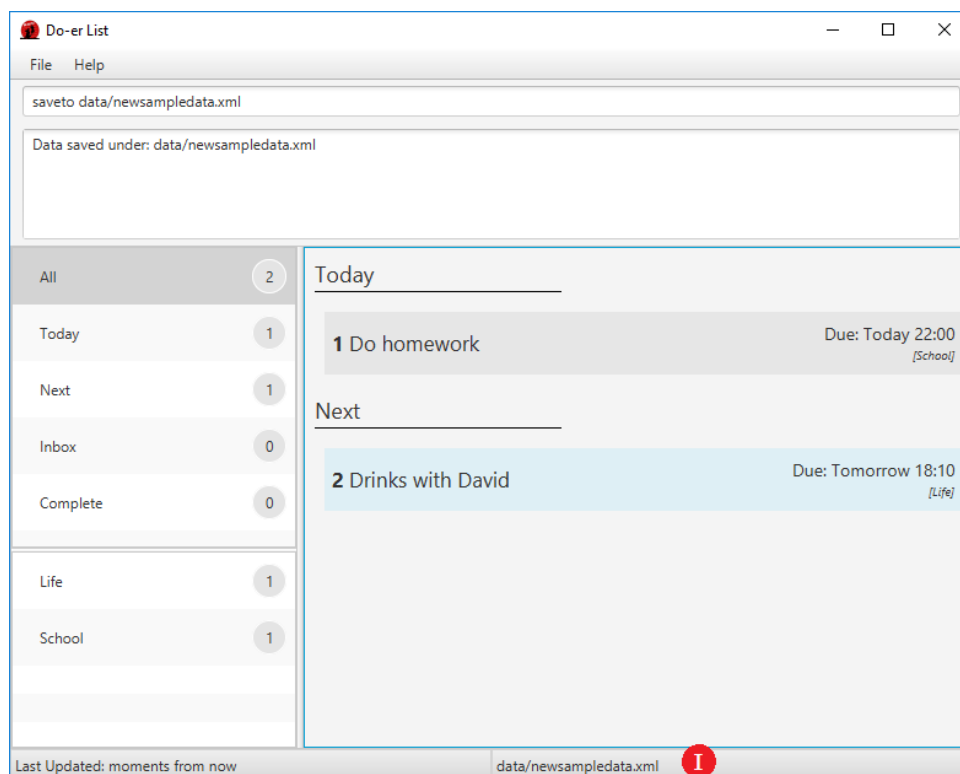 Do-er List
File Help
saveto data/newsampledata.xml
Data saved under: data/newsampledata.xml
All 2
Today 1
Next 1
Inbox 0
Complete 0
Life 1
School 1
Today
1 Do homework Due: Today 22:00
[School]
Next
2 Drinks with David Due: Tomorrow 18:10
[Life]
Last Updated: moments from now data/newsampledata.xml I